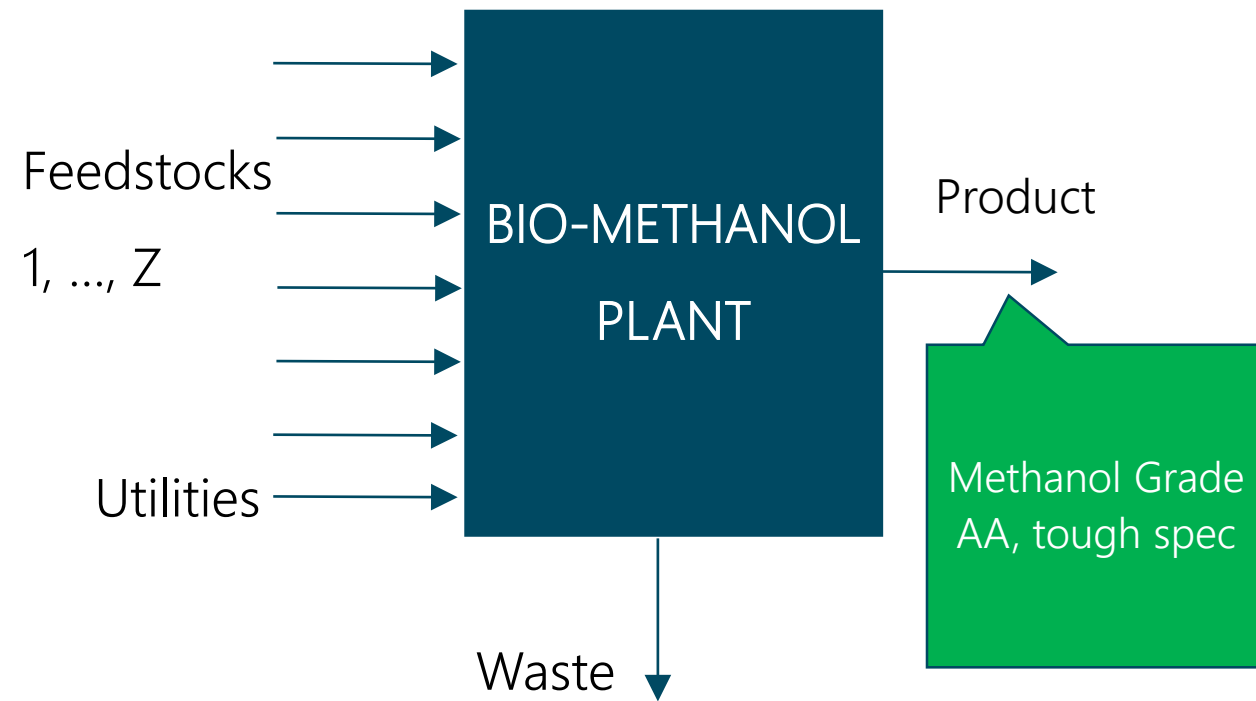 Feedstocks
1, ..., Z
Utilities
BIO-METHANOL
PLANT
Product
Methanol Grade
AA, tough spec
Waste